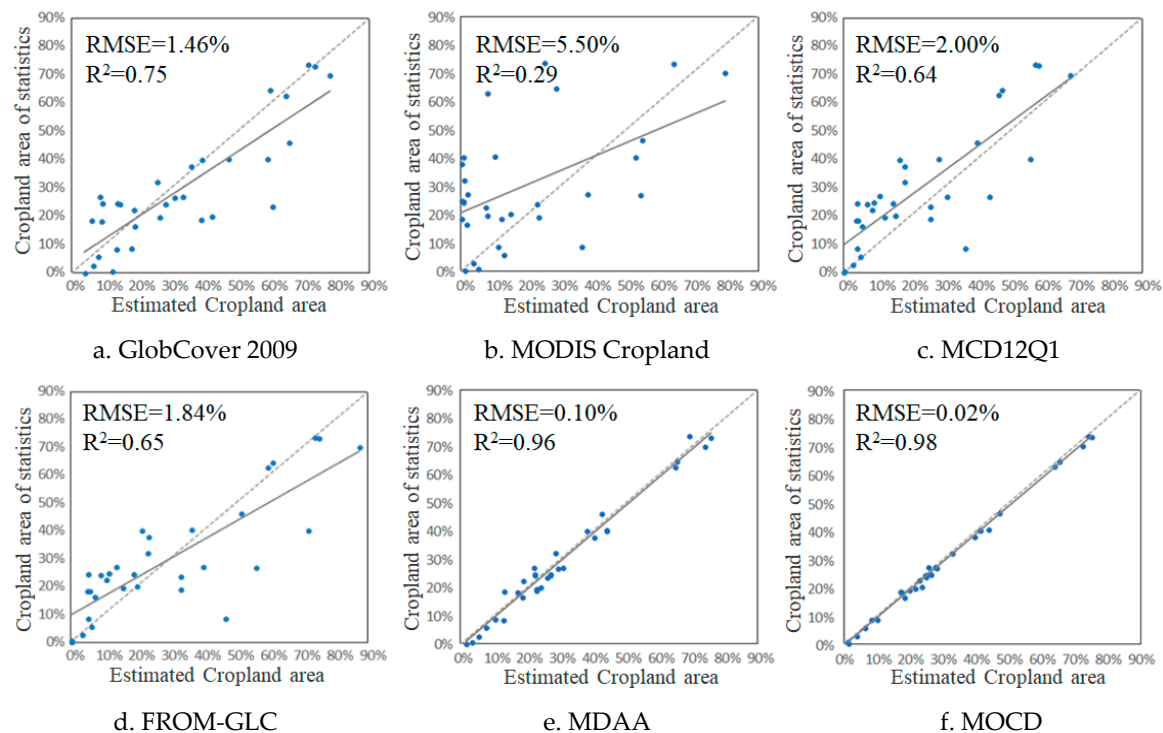 90%
80%
70%
60%
50%
40%
30%
20%
10%
0%
Cropland area of statistics
RMSE=1.46%
R²=0.75
0% 10% 20% 30% 40% 50% 60% 70% 80% 90%
Estimated Cropland area
a. GlobCover 2009
90%
80%
70%
60%
50%
40%
30%
20%
10%
0%
Cropland area of statistics
RMSE=5.50%
R²=0.29
0% 10% 20% 30% 40% 50% 60% 70% 80% 90%
Estimated Cropland area
b. MODIS Cropland
90%
80%
70%
60%
50%
40%
30%
20%
10%
0%
Cropland area of statistics
RMSE=2.00%
R²=0.64
0% 10% 20% 30% 40% 50% 60% 70% 80% 90%
Estimated Cropland area
c. MCD12Q1
90%
80%
70%
60%
50%
40%
30%
20%
10%
0%
Cropland area of statistics
RMSE=1.84%
R²=0.65
0% 10% 20% 30% 40% 50% 60% 70% 80% 90%
Estimated Cropland area
d. FROM-GLC
90%
80%
70%
60%
50%
40%
30%
20%
10%
0%
Cropland area of statistics
RMSE=0.10%
R²=0.96
0% 10% 20% 30% 40% 50% 60% 70% 80% 90%
Estimated Cropland area
e. MDAA
90%
80%
70%
60%
50%
40%
30%
20%
10%
0%
Cropland area of statistics
RMSE=0.02%
R²=0.98
0% 10% 20% 30% 40% 50% 60% 70% 80% 90%
Estimated Cropland area
f. MOCD